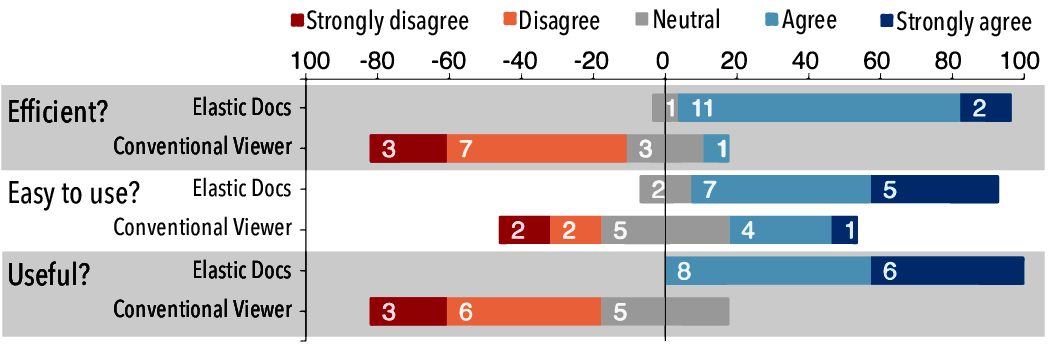 Strongly disagree Disagree Neutral Agree Strongly agree
100 -80 -60 -40 -20 0 20 40 60 80 100
Efficient? Elastic Docs 1 11 2
Conventional Viewer 3 7 3 1
Easy to use? Elastic Docs 2 7 5
Conventional Viewer 2 2 5 4 1
Useful? Elastic Docs 8 6
Conventional Viewer 3 6 5